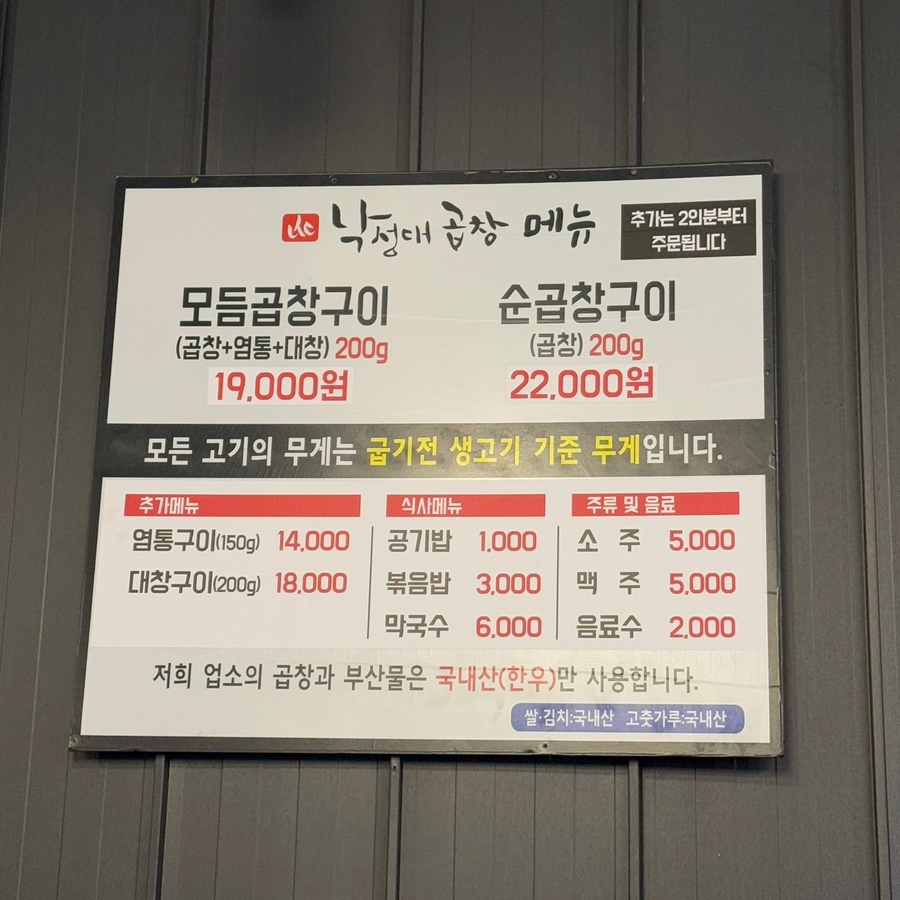 낙성대 곱창 메뉴
추가는 2인분부터
주문됩니다
모듬곱창구이
(곱창+염통+대창) 200g
19,000원
순곱창구이
(곱창) 200g
22,000원
모든 고기의 무게는 굽기전 생고기 기준 무게입니다.
추가메뉴
염통구이(150g) 14,000
대창구이(200g) 18,000
식사메뉴
공기밥 1,000
볶음밥 3,000
막국수 6,000
주류 및 음료
소 주 5,000
맥 주 5,000
음료수 2,000
저희 업소의 곱창과 부산물은 국내산(한우)만 사용합니다.
쌀·김치:국내산 고춧가루:국내산